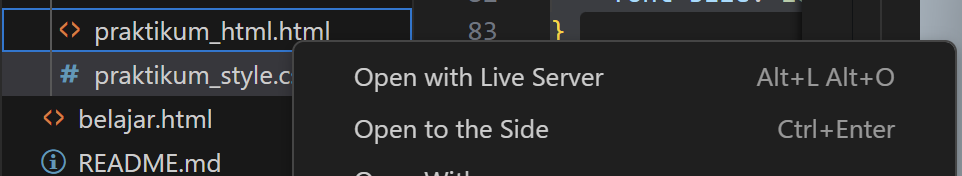 praktikum_html.html
83 }
praktikum_style.c
Open with Live Server Alt+L Alt+O
belajar.html
Open to the Side Ctrl+Enter
README.md